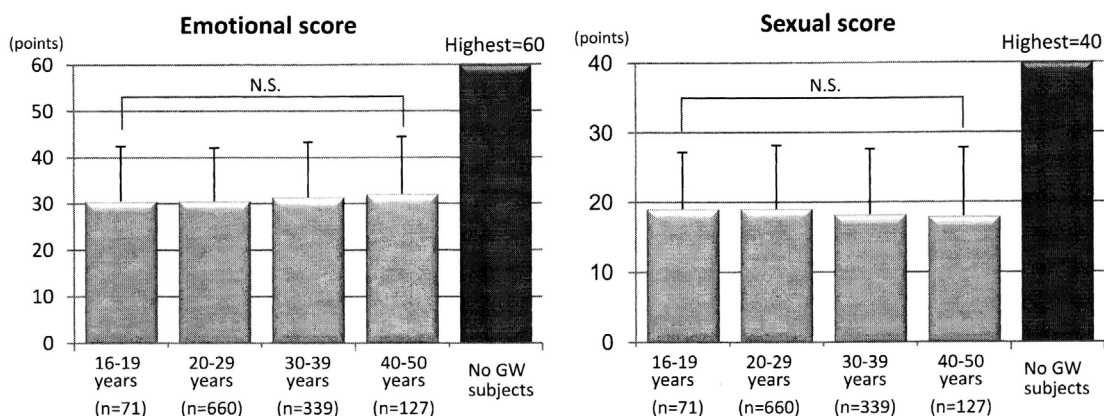 Emotional score
(points)
Highest=60
60
50
40
30
20
10
0
N.S.
16-19 years (n=71)
20-29 years (n=660)
30-39 years (n=339)
40-50 years (n=127)
No GW subjects
Sexual score
(points)
Highest=40
40
30
20
10
0
N.S.
16-19 years (n=71)
20-29 years (n=660)
30-39 years (n=339)
40-50 years (n=127)
No GW subjects